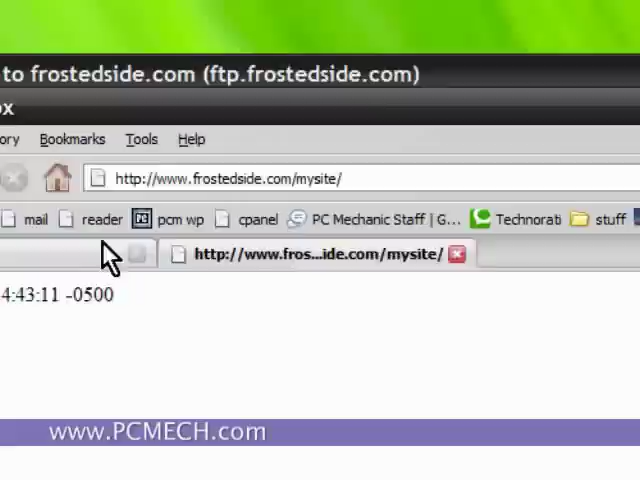 to frostedside.com (ftp.frostedside.com)
ox
ory Bookmarks Tools Help
http://www.frostedside.com/mysite/
mail reader PC pcm wp cpanel PC Mechanic Staff | G... Technorati stuff
http://www.fros...ide.com/mysite/
4:43:11 -0500
www.PCMECH.com